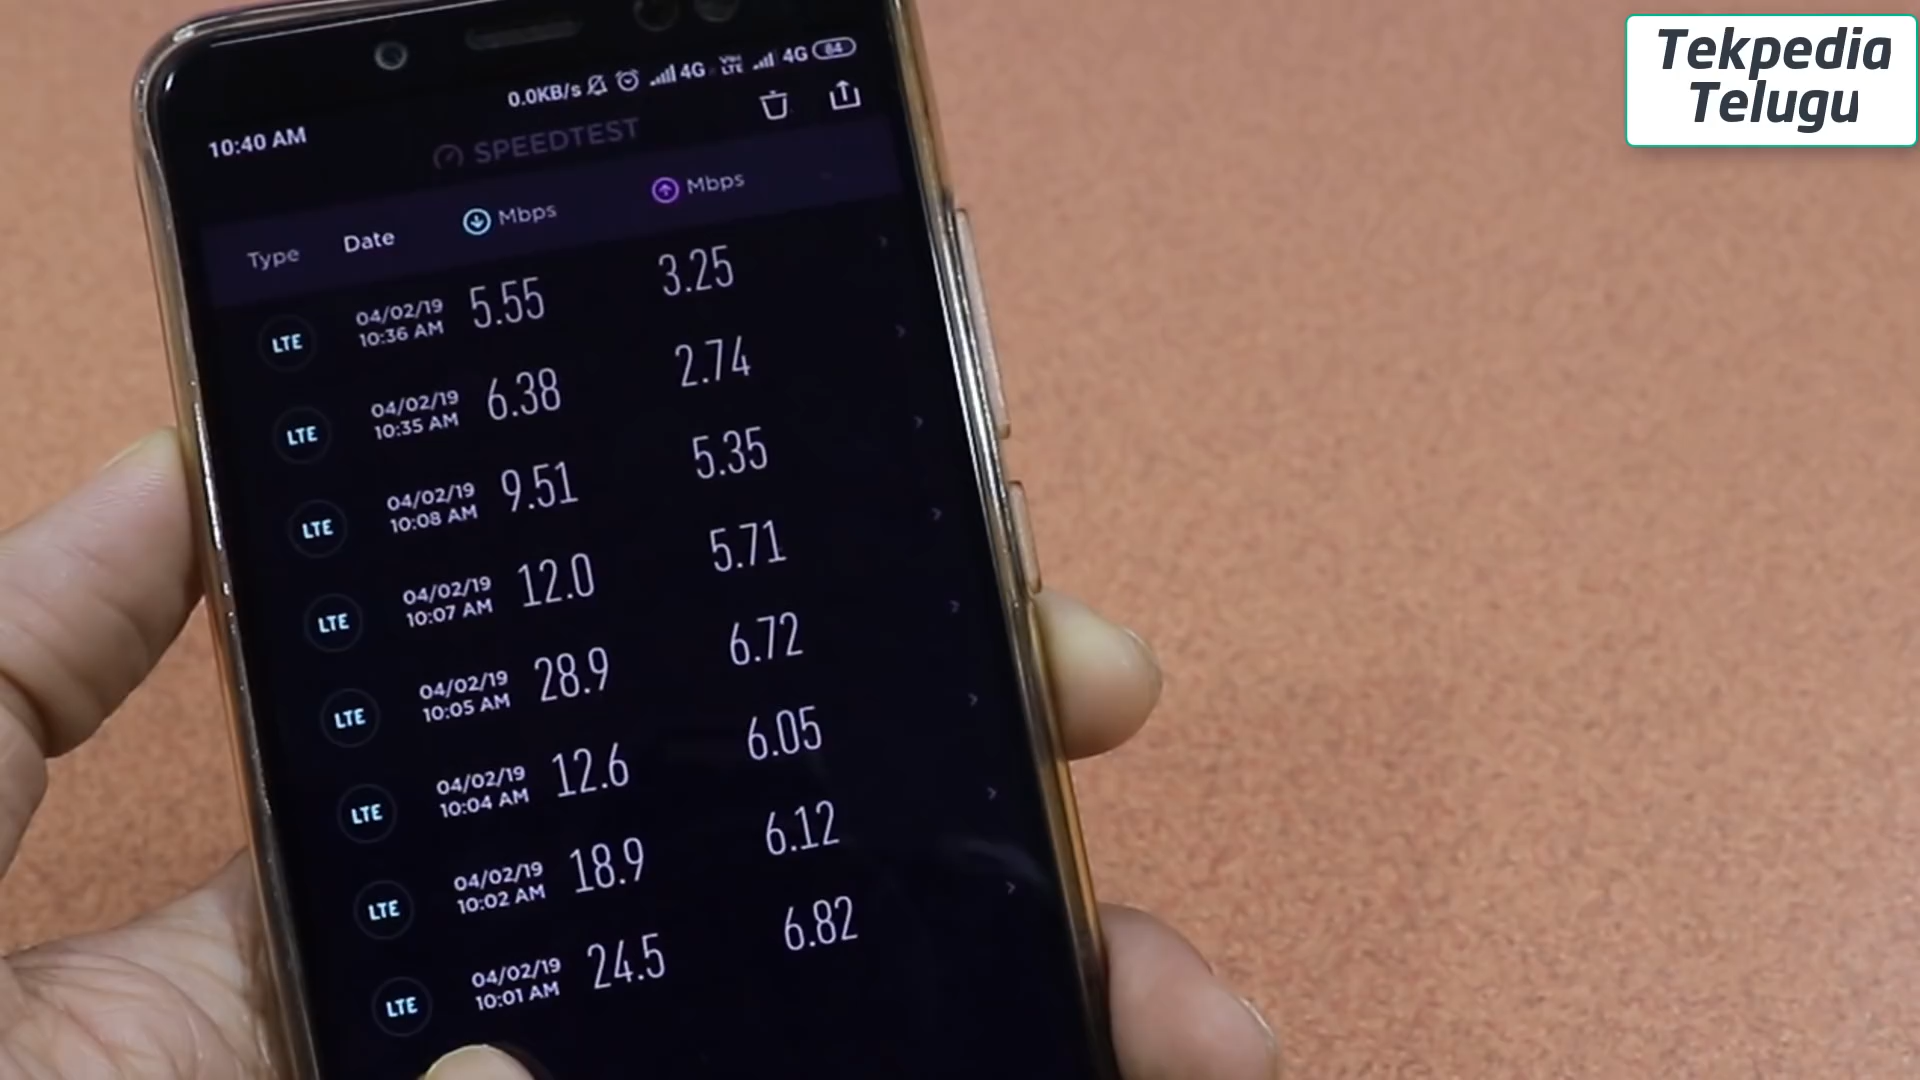 Tekpedia
Telugu
10:40 AM 0.0KB/s 4G Vo LTE 4G 84
SPEEDTEST
Type Date Mbps Mbps
LTE 04/02/19 10:36 AM 5.55 3.25
LTE 04/02/19 10:35 AM 6.38 2.74
LTE 04/02/19 10:08 AM 9.51 5.35
LTE 04/02/19 10:07 AM 12.0 5.71
LTE 04/02/19 10:05 AM 28.9 6.72
LTE 04/02/19 10:04 AM 12.6 6.05
LTE 04/02/19 10:02 AM 18.9 6.12
LTE 04/02/19 10:01 AM 24.5 6.82